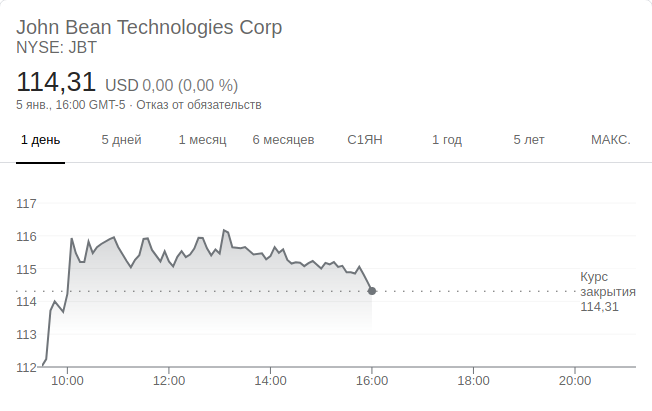 John Bean Technologies Corp
NYSE: JBT
114,31 USD 0,00 (0,00 %)
5 янв., 16:00 GMT-5 · Отказ от обязательств
1 день 5 дней 1 месяц 6 месяцев С1ЯН 1 год 5 лет МАКС.
117
116
115
114
113
112
Курс
закрытия
114,31
10:00 12:00 14:00 16:00 18:00 20:00